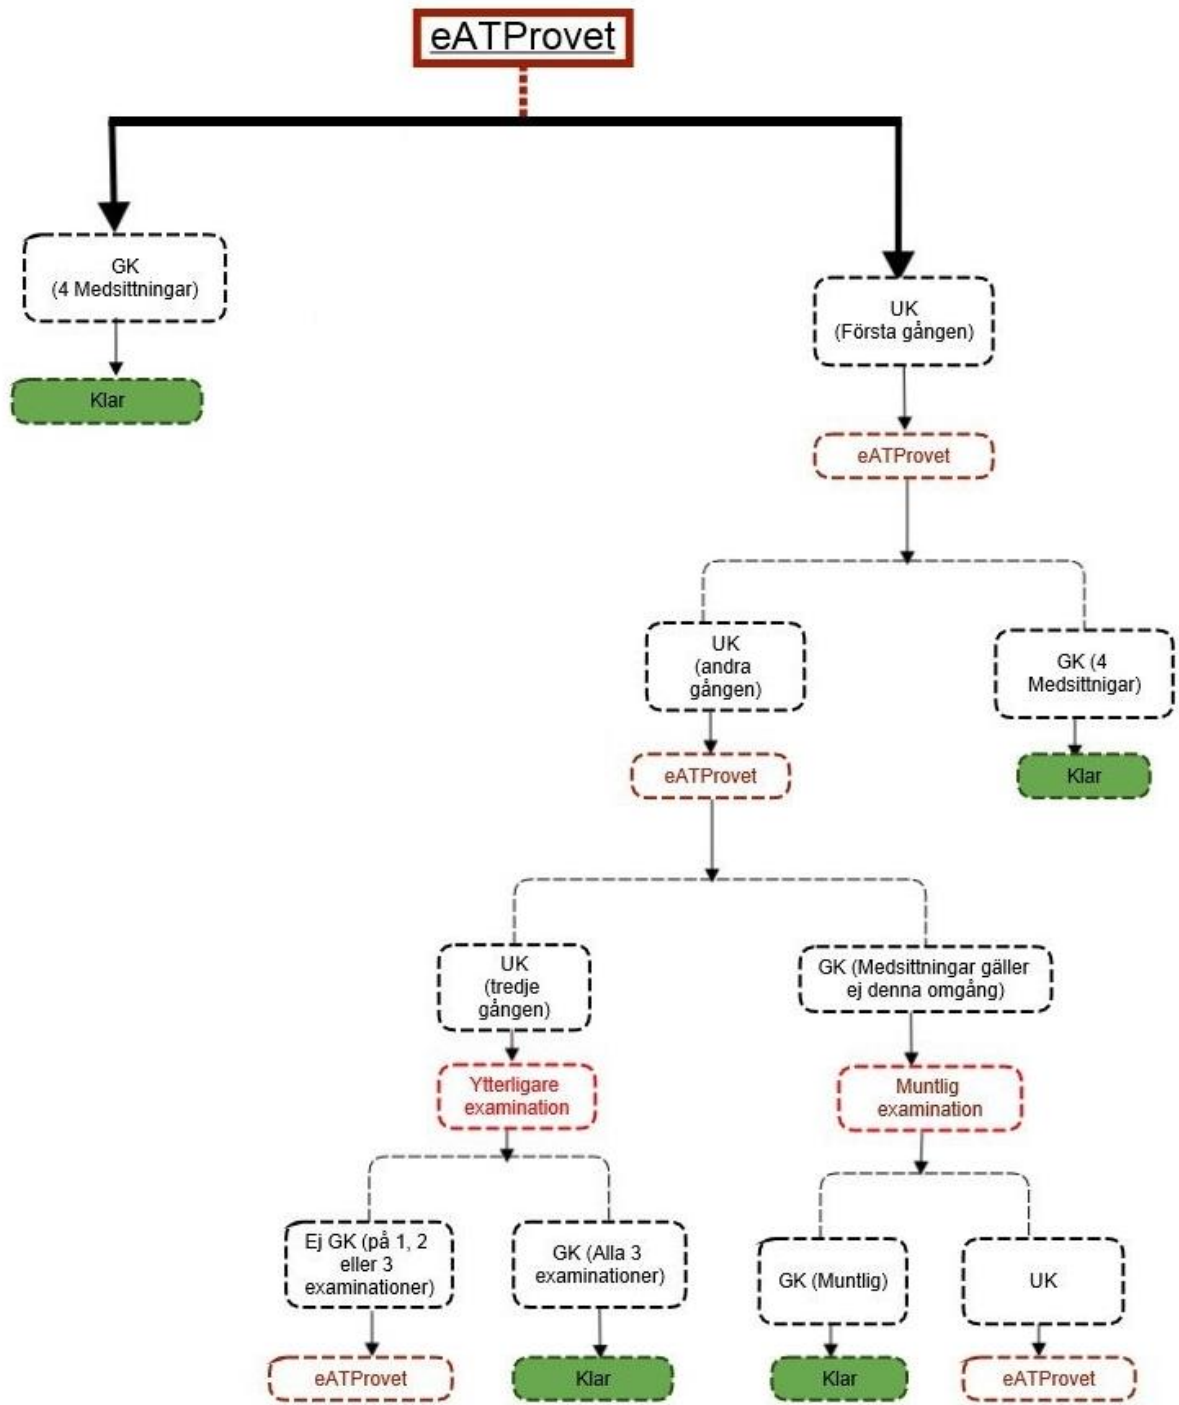 eATProvet
GK
(4 Medsittningar)
Klar
UK
(Första gången)
eATProvet
UK
(andra
gången)
GK (4
Medsittnigar)
eATProvet
Klar
UK
(tredje
gången)
GK (Medsittningar gäller
ej denna omgång)
Ytterligare
examination
Muntlig
examination
Ej GK (på 1, 2
eller 3
examinationer)
GK (Alla 3
examinationer)
GK (Muntlig)
UK
eATProvet
Klar
Klar
eATProvet